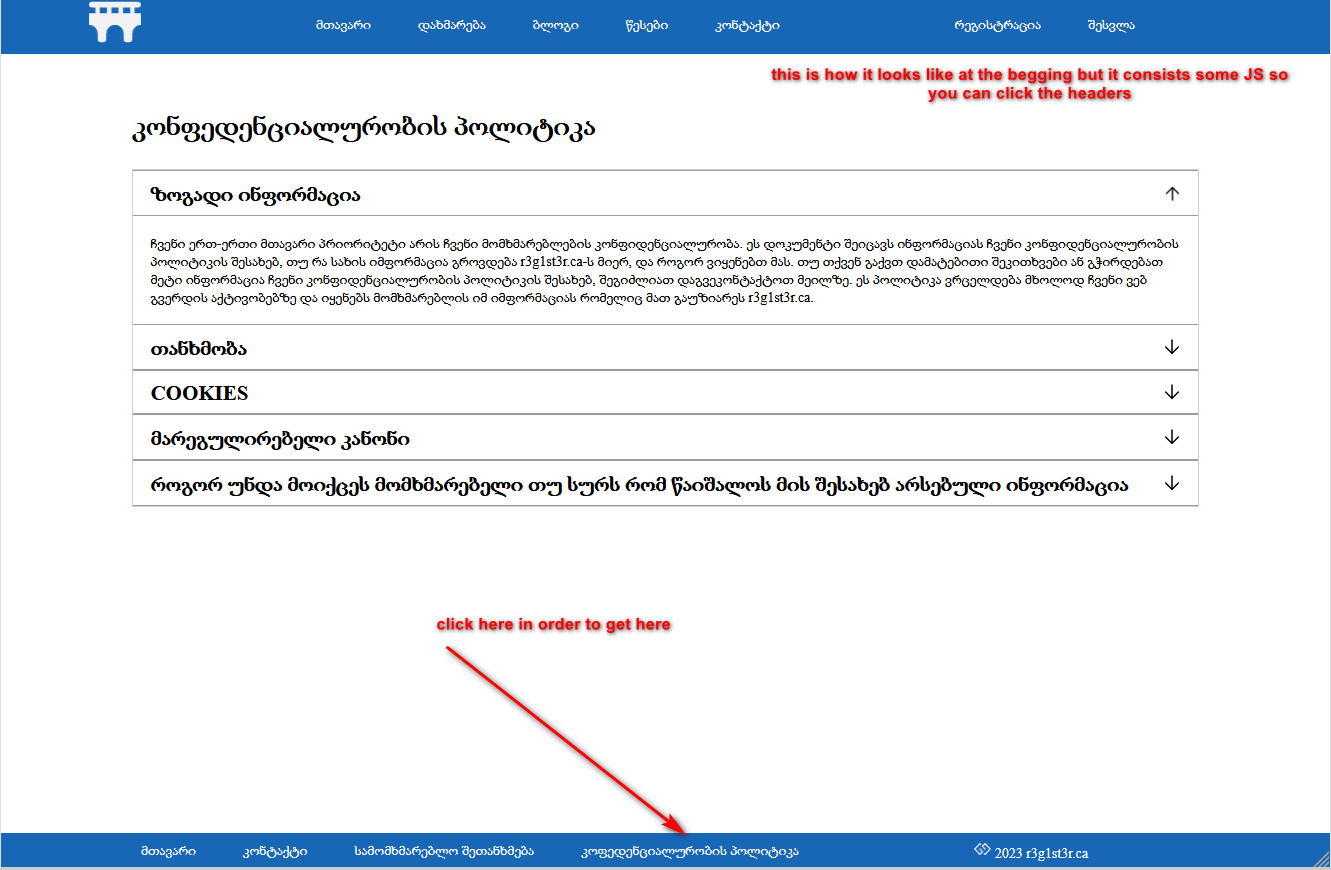 მთავარი დახმარება ბლოგი წესები კონტაქტი რეგისტრაცია შესვლა
this is how it looks like at the begging but it consists some JS so
you can click the headers
კონფედენციალურობის პოლიტიკა
ზოგადი ინფორმაცია
ჩვენი ერთ-ერთი მთავარი პრიორიტეტი არის ჩვენი მომხმარებლების კონფიდენციალურობა. ეს დოკუმენტი შეიცავს ინფორმაციას ჩვენი კონფიდენციალურობის
პოლიტიკის შესახებ, თუ რა სახის იმფორმაცია გროვდება r3g1st3r.ca-ს მიერ, და როგორ ვიყენებთ მას. თუ თქვენ გაქვთ დამატებითი შეკითხვები ან გჭირდებათ
მეტი ინფორმაცია ჩვენი კონფიდენციალურობის პოლიტიკის შესახებ, შეგიძლიათ დაგვეკონტაქტოთ მეილზე. ეს პოლიტიკა ვრცელდება მხოლოდ ჩვენი ვებ
გვერდის აქტივობებზე და იყენებს მომხმარებლის იმ იმფორმაციას რომელიც მათ გაუზიარეს r3g1st3r.ca.
თანხმობა
COOKIES
მარეგულირებელი კანონი
როგორ უნდა მოიქცეს მომხმარებელი თუ სურს რომ წაიშალოს მის შესახებ არსებული ინფორმაცია
click here in order to get here
მთავარი კონტაქტი სამომხმარებლო შეთანხმება კოფედენციალურობის პოლიტიკა 2023 r3g1st3r.ca